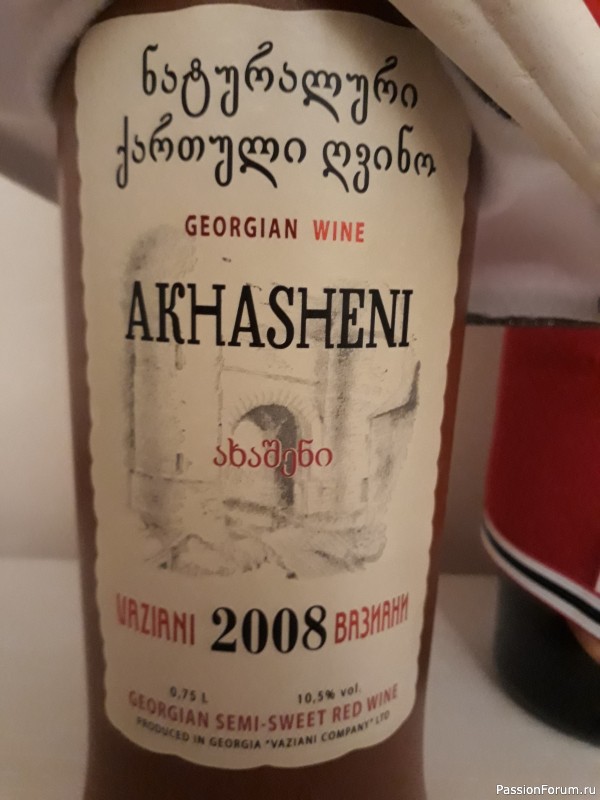 ნატურალური
ქართული ღვინო
GEORGIAN WINE
AKHASHENI
ახაშენი
VAZIANI 2008 ВАЗИАНИ
0,75 L 10,5% vol.
GEORGIAN SEMI-SWEET RED WINE
PRODUCED IN GEORGIA "VAZIANI COMPANY" LTD
PassionForum.ru